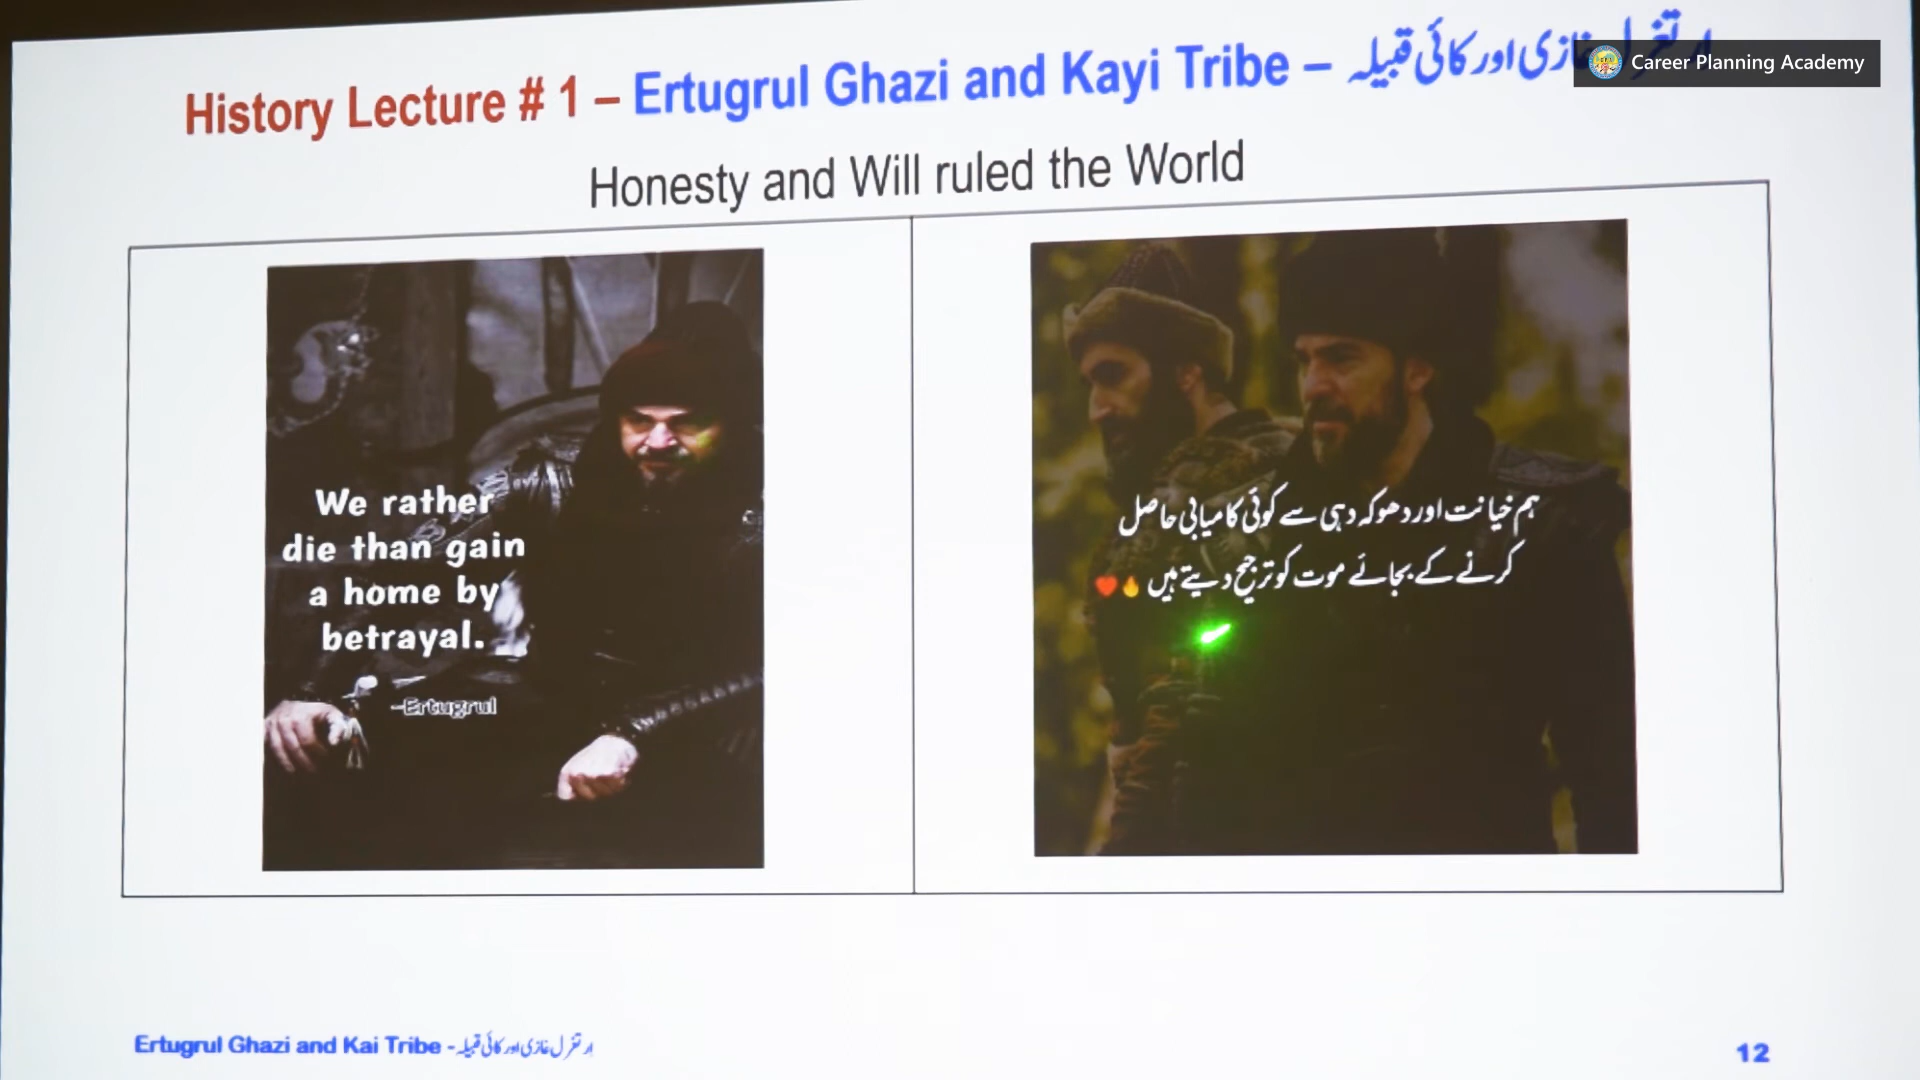 History Lecture # 1 – Ertugrul Ghazi and Kayi Tribe – ارتغرل غازی اور کائی قبیلہ
Career Planning Academy
Honesty and Will ruled the World
We rather
die than gain
a home by
betrayal.
–Ertugrul
ہم خیانت اور دھوکہ دہی سے کوئی کامیابی حاصل
کرنے کے بجائے موت کو ترجیح دیتے ہیں 🔥❤️
Ertugrul Ghazi and Kai Tribe - ارتغرل غازی اور کائی قبیلہ
12